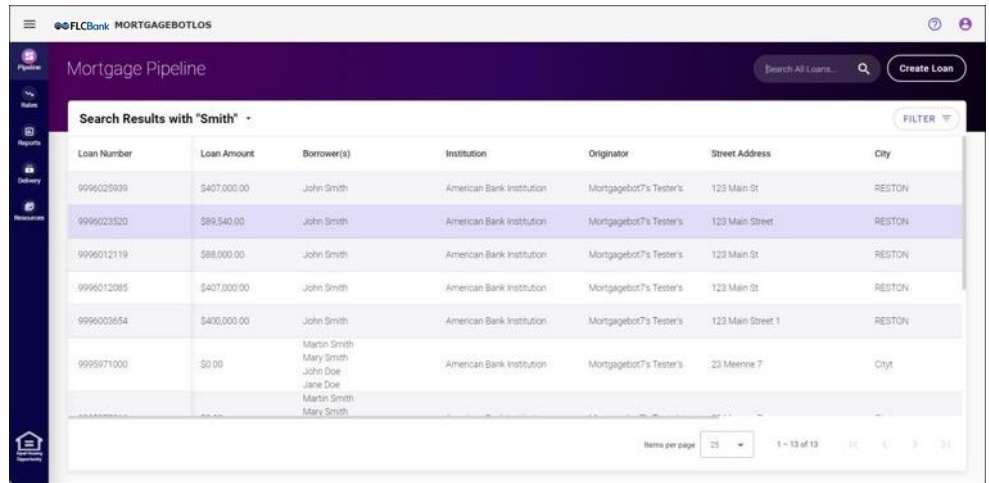 FLCBank MORTGAGEBOTLOS
Pipeline
Mortgage Pipeline
Search All Loans...
Create Loan
Rates
Reports
Delivery
Resources
Search Results with "Smith"
FILTER
Loan Number Loan Amount Borrower(s) Institution Originator Street Address City
9996025939 $407,000.00 John Smith American Bank Institution Mortgagebot7's Tester's 123 Main St RESTON
9996023520 $89,540.00 John Smith American Bank Institution Mortgagebot7's Tester's 123 Main Street RESTON
9996012119 $88,000.00 John Smith American Bank Institution Mortgagebot7's Tester's 123 Main St RESTON
9996012085 $407,000.00 John Smith American Bank Institution Mortgagebot7's Tester's 123 Main St RESTON
9996003654 $400,000.00 John Smith American Bank Institution Mortgagebot7's Tester's 123 Main Street 1 RESTON
Martin Smith
Mary Smith
9995971000 $0.00 American Bank Institution Mortgagebot7's Tester's 23 Meenne 7 Cityt
John Doe
Jane Doe
Martin Smith
Mary Smith
Items per page 25 1 – 13 of 13
Equal Housing
Opportunity